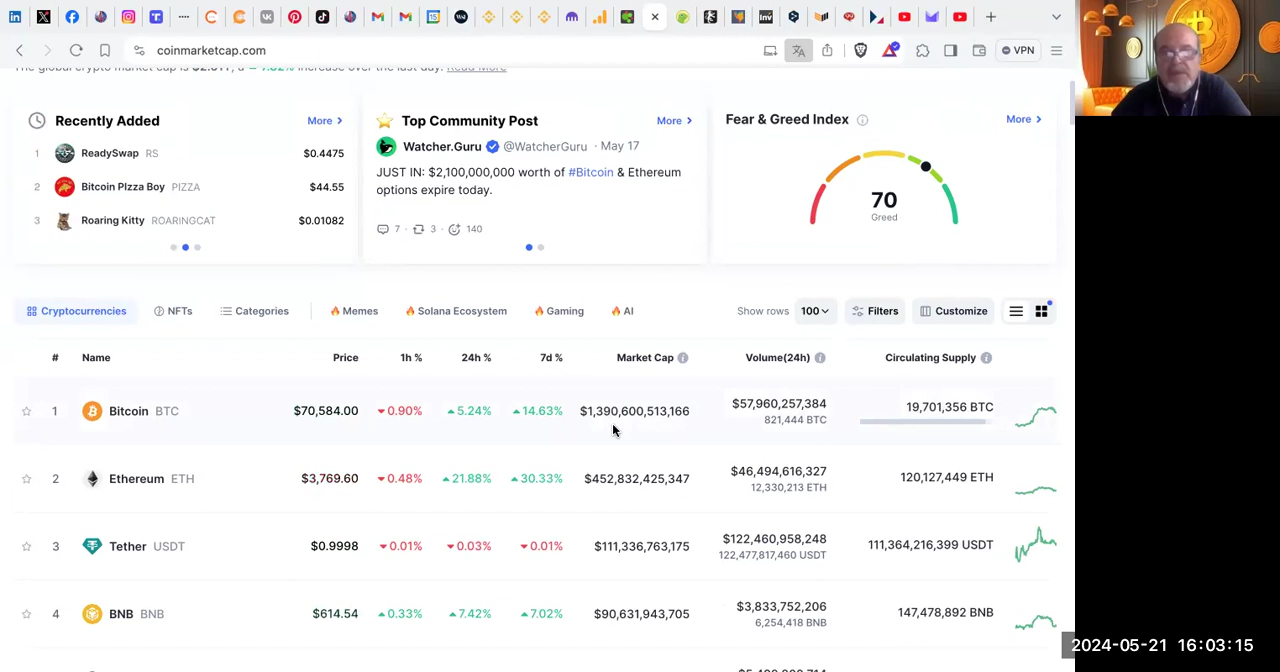 coinmarketcap.com
VPN
Read More
Recently Added
More >
1 ReadySwap RS $0.4475
2 Bitcoin PIzza Boy PIZZA $44.55
3 Roaring Kitty ROARINGCAT $0.01082
Top Community Post
More >
Watcher.Guru @WatcherGuru · May 17
JUST IN: $2,100,000,000 worth of #Bitcoin & Ethereum
options expire today.
7 · 3 · 140
Fear & Greed Index
More >
70
Greed
Cryptocurrencies NFTs Categories Memes Solana Ecosystem Gaming AI Show rows 100 Filters Customize
# Name Price 1h % 24h % 7d % Market Cap Volume(24h) Circulating Supply
1 Bitcoin BTC $70,584.00 0.90% 5.24% 14.63% $1,390,600,513,166 $57,960,257,384 19,701,356 BTC
821,444 BTC
2 Ethereum ETH $3,769.60 0.48% 21.88% 30.33% $452,832,425,347 $46,494,616,327 120,127,449 ETH
12,330,213 ETH
3 Tether USDT $0.9998 0.01% 0.03% 0.01% $111,336,763,175 $122,460,958,248 111,364,216,399 USDT
122,477,817,460 USDT
4 BNB BNB $614.54 0.33% 7.42% 7.02% $90,631,943,705 $3,833,752,206 147,478,892 BNB
6,254,418 BNB
2024-05-21 16:03:15